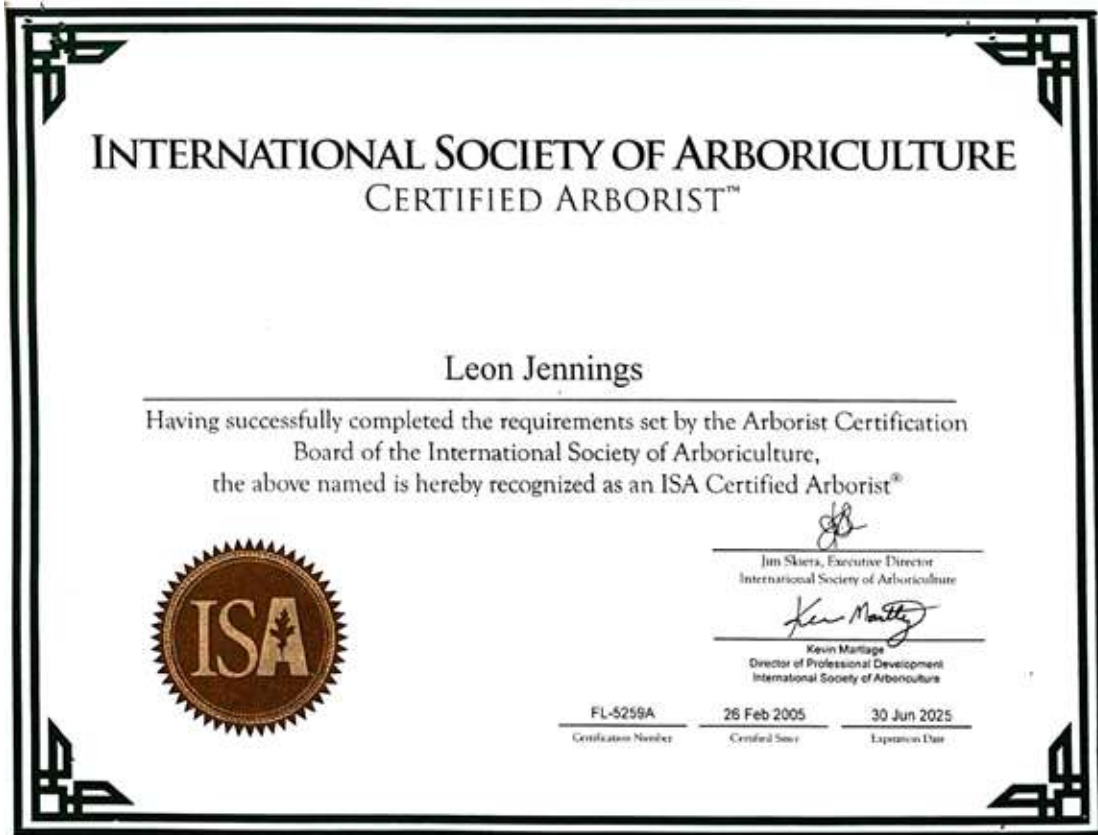 INTERNATIONAL SOCIETY OF ARBORICULTURE
CERTIFIED ARBORIST™
Leon Jennings
Having successfully completed the requirements set by the Arborist Certification
Board of the International Society of Arboriculture,
the above named is hereby recognized as an ISA Certified Arborist®
Jim Skiera, Executive Director
International Society of Arboriculture
Kevin Martlage
Director of Professional Development
International Society of Arboriculture
ISA
FL-5259A 26 Feb 2005 30 Jun 2025
Certification Number Certified Since Expiration Date